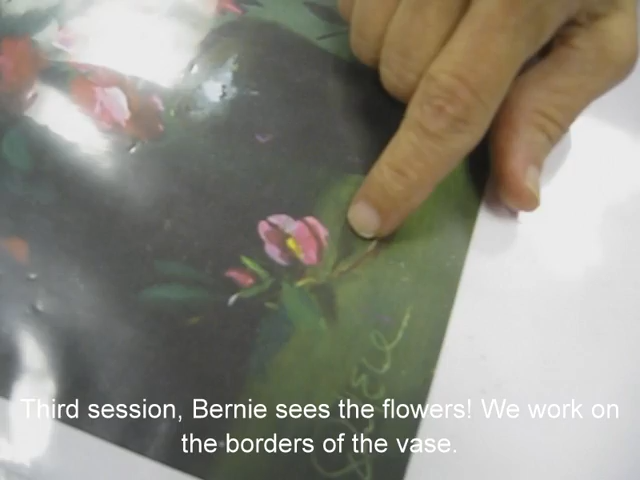 Third session, Bernie sees the flowers! We work on
the borders of the vase.